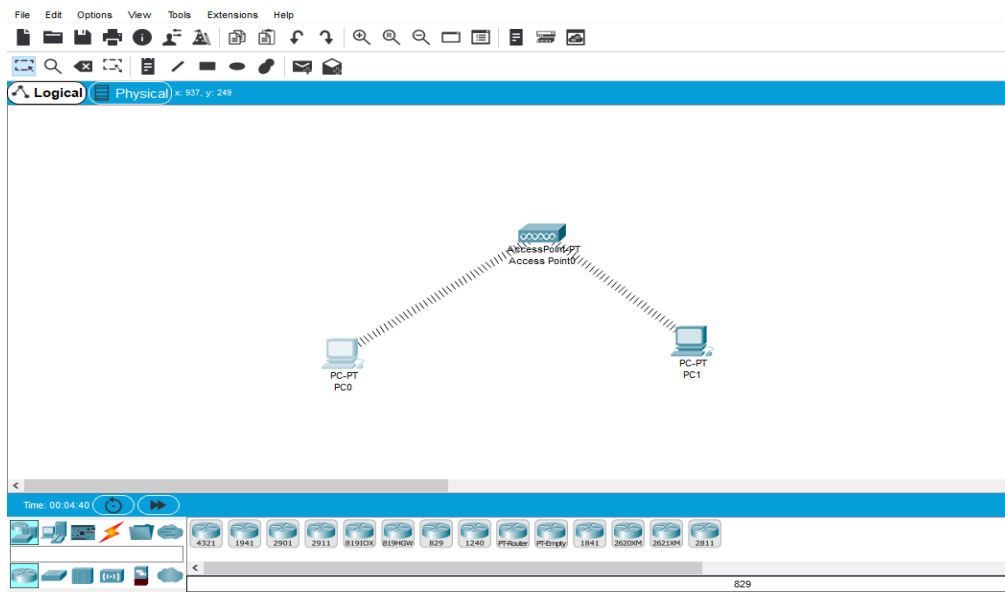 File Edit Options View Tools Extensions Help
Logical Physical x: 937, y: 249
AccessPoint-PT
Access Point0
PC-PT
PC0
PC-PT
PC1
Time: 00:04:40
4321 1941 2901 2911 819IOX 819HGW 829 1240 PT-Router PT-Empty 1841 2620XM 2621XM 2811
829